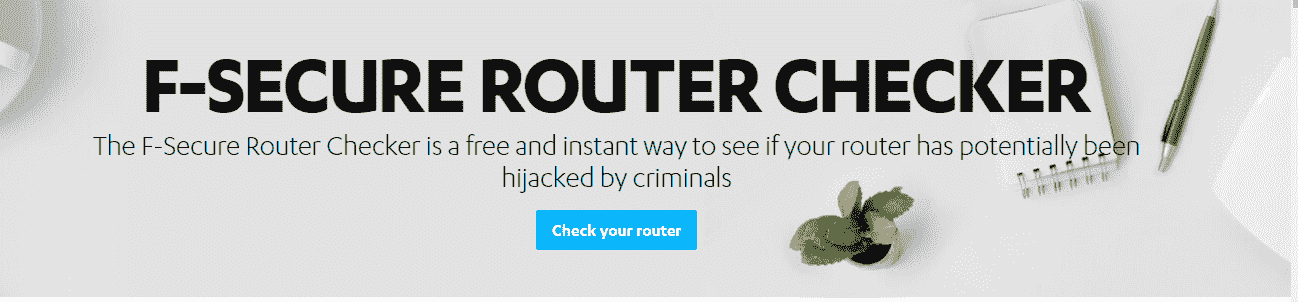 F-SECURE ROUTER CHECKER
The F-Secure Router Checker is a free and instant way to see if your router has potentially been
hijacked by criminals
Check your router